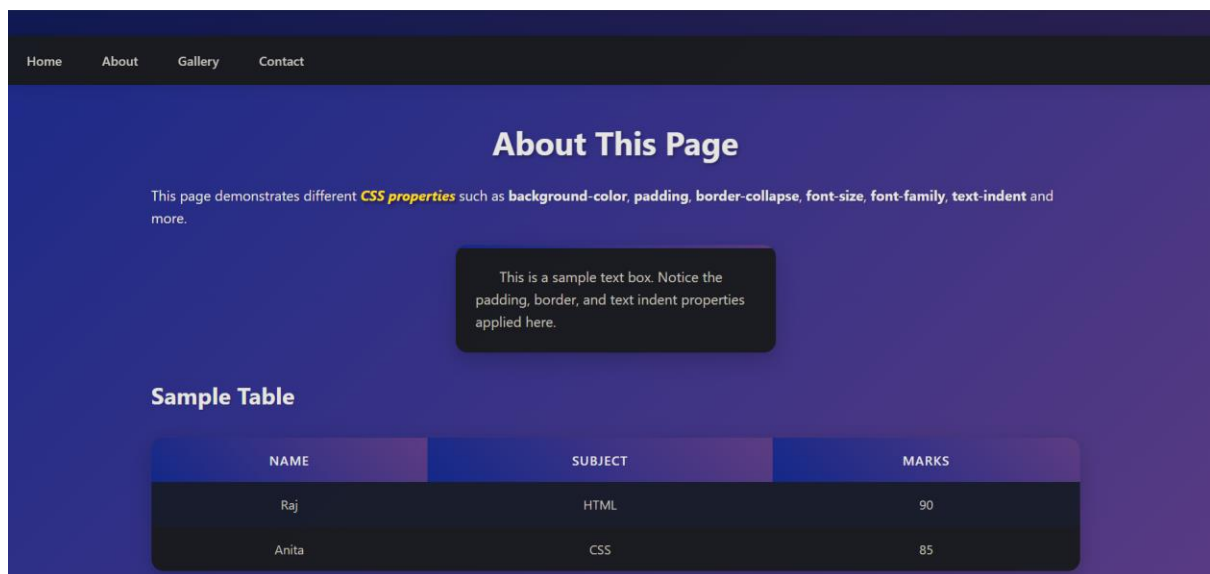 Home About Gallery Contact
About This Page
This page demonstrates different CSS properties such as background-color, padding, border-collapse, font-size, font-family, text-indent and
more.
This is a sample text box. Notice the
padding, border, and text indent properties
applied here.
Sample Table
NAME SUBJECT MARKS
Raj HTML 90
Anita CSS 85